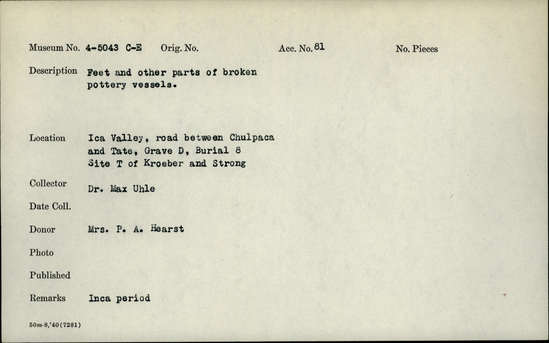 Museum No. 4-5043 C-E Orig. No. Acc. No. 81 No. Pieces
Description Feet and other parts of broken
pottery vessels.
Location Ica Valley, road between Chulpaca
and Tate, Grave D, Burial 8
Site T of Kroeber and Strong
Collector Dr. Max Uhle
Date Coll.
Donor Mrs. P. A. Hearst
Photo
Published
Remarks Inca period
50m-8,'40(7281)